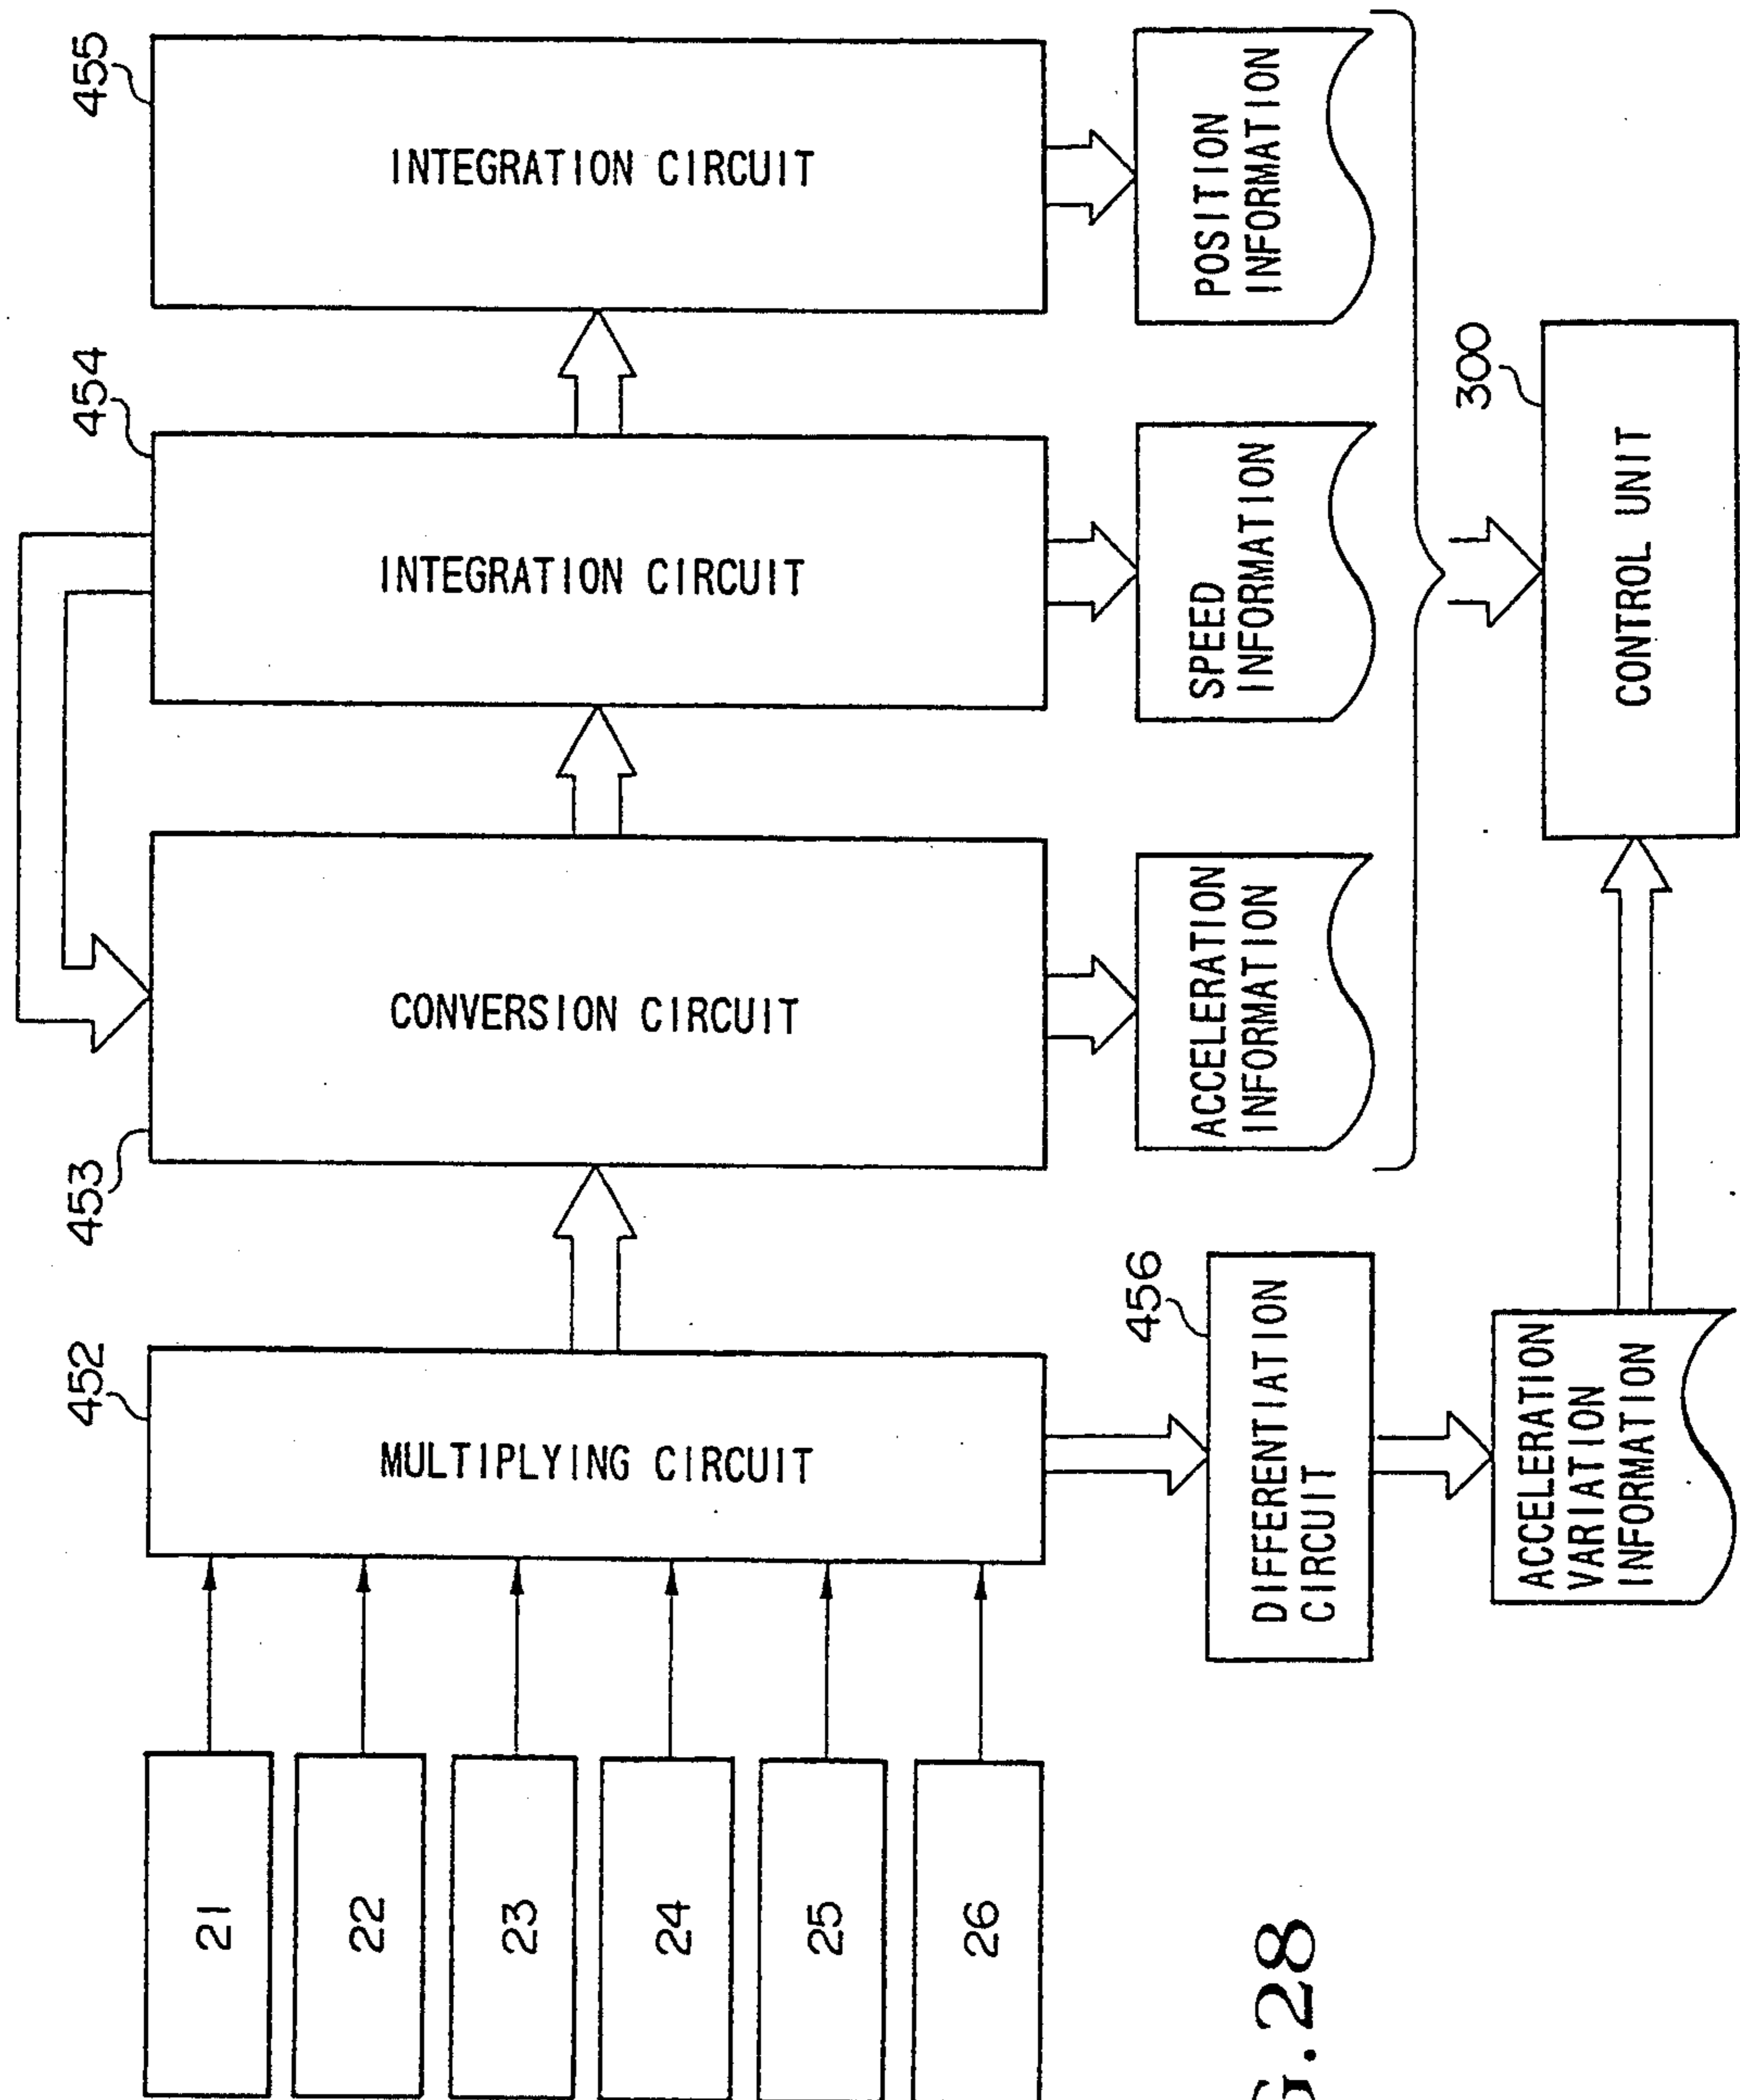 452
453
454
455
21
22
23
24
25
26
MULTIPLYING CIRCUIT
CONVERSION CIRCUIT
INTEGRATION CIRCUIT
INTEGRATION CIRCUIT
456
DIFFERENTIATION
CIRCUIT
ACCELERATION
INFORMATION
SPEED
INFORMATION
POSITION
INFORMATION
ACCELERATION
VARIATION
INFORMATION
300
CONTROL UNIT
G.28